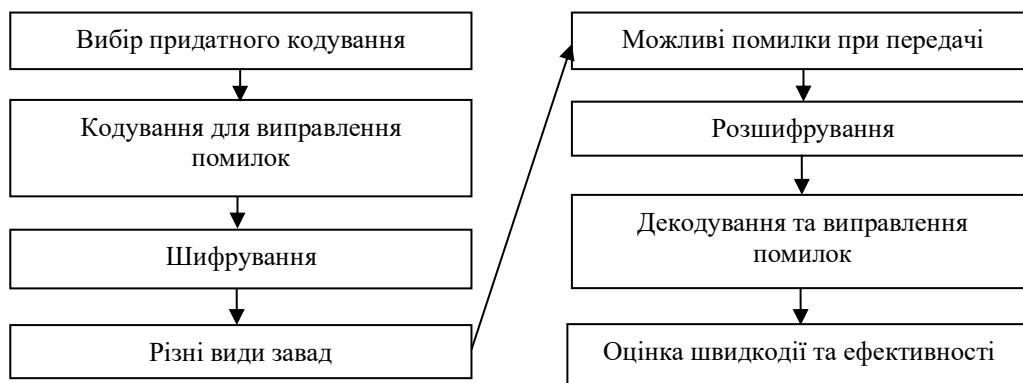 Вибір придатного кодування
Кодування для виправлення
помилок
Шифрування
Різні види завад
Можливі помилки при передачі
Розшифрування
Декодування та виправлення
помилок
Оцінка швидкодії та ефективності